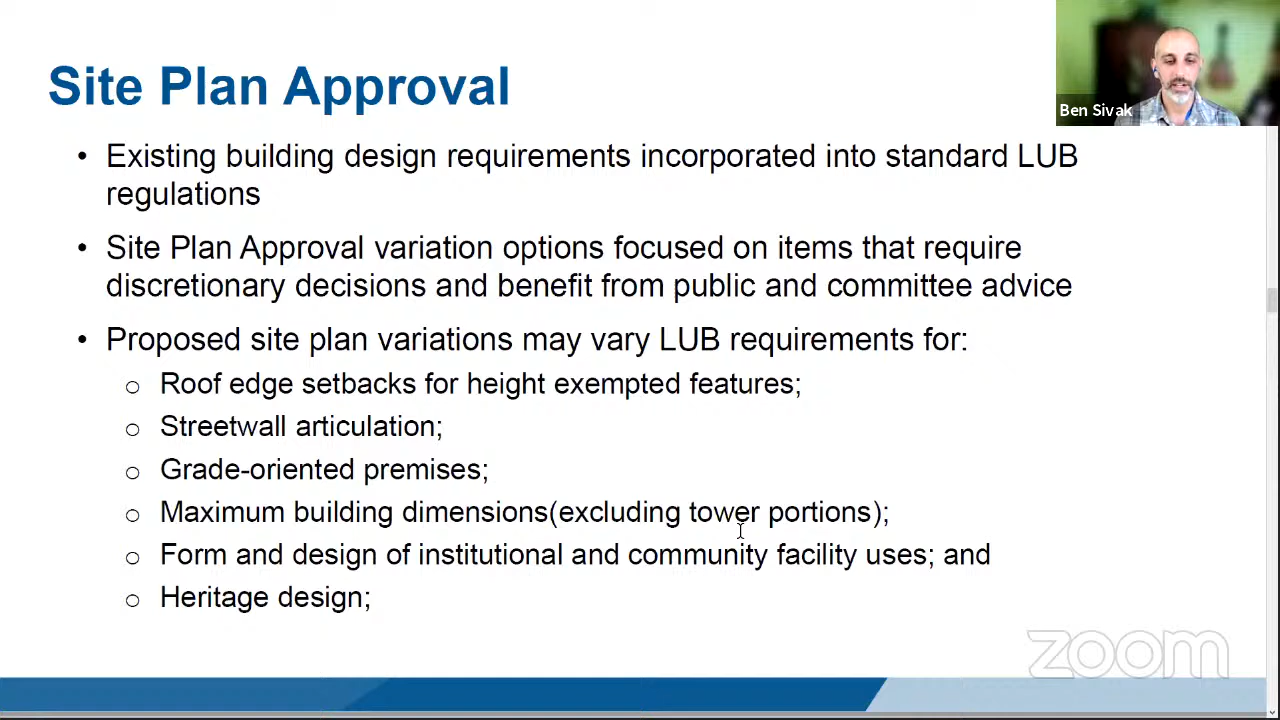 Site Plan Approval
Ben Sivak
• Existing building design requirements incorporated into standard LUB
regulations
• Site Plan Approval variation options focused on items that require
discretionary decisions and benefit from public and committee advice
• Proposed site plan variations may vary LUB requirements for:
o Roof edge setbacks for height exempted features;
o Streetwall articulation;
o Grade-oriented premises;
o Maximum building dimensions(excluding tower portions);
o Form and design of institutional and community facility uses; and
o Heritage design;
zoom